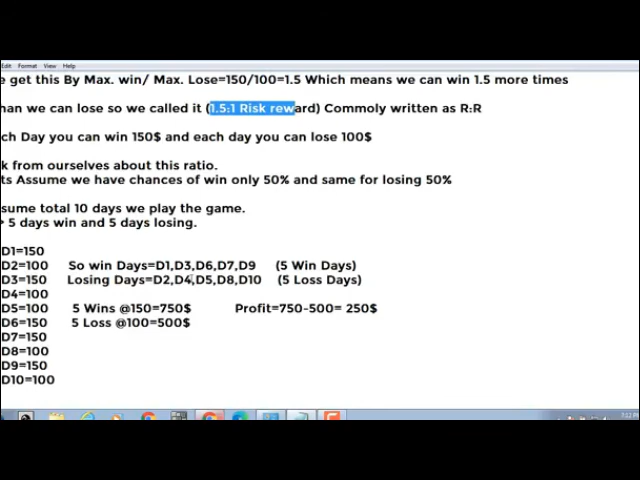 Edit Format View Help
e get this By Max. win/ Max. Lose=150/100=1.5 Which means we can win 1.5 more times
han we can lose so we called it (1.5:1 Risk reward) Commoly written as R:R
ch Day you can win 150$ and each day you can lose 100$
k from ourselves about this ratio.
ts Assume we have chances of win only 50% and same for losing 50%
sume total 10 days we play the game.
> 5 days win and 5 days losing.
D1=150
D2=100 So win Days=D1,D3,D6,D7,D9 (5 Win Days)
D3=150 Losing Days=D2,D4,D5,D8,D10 (5 Loss Days)
D4=100
D5=100 5 Wins @150=750$ Profit=750-500= 250$
D6=150 5 Loss @100=500$
D7=150
D8=100
D9=150
D10=100